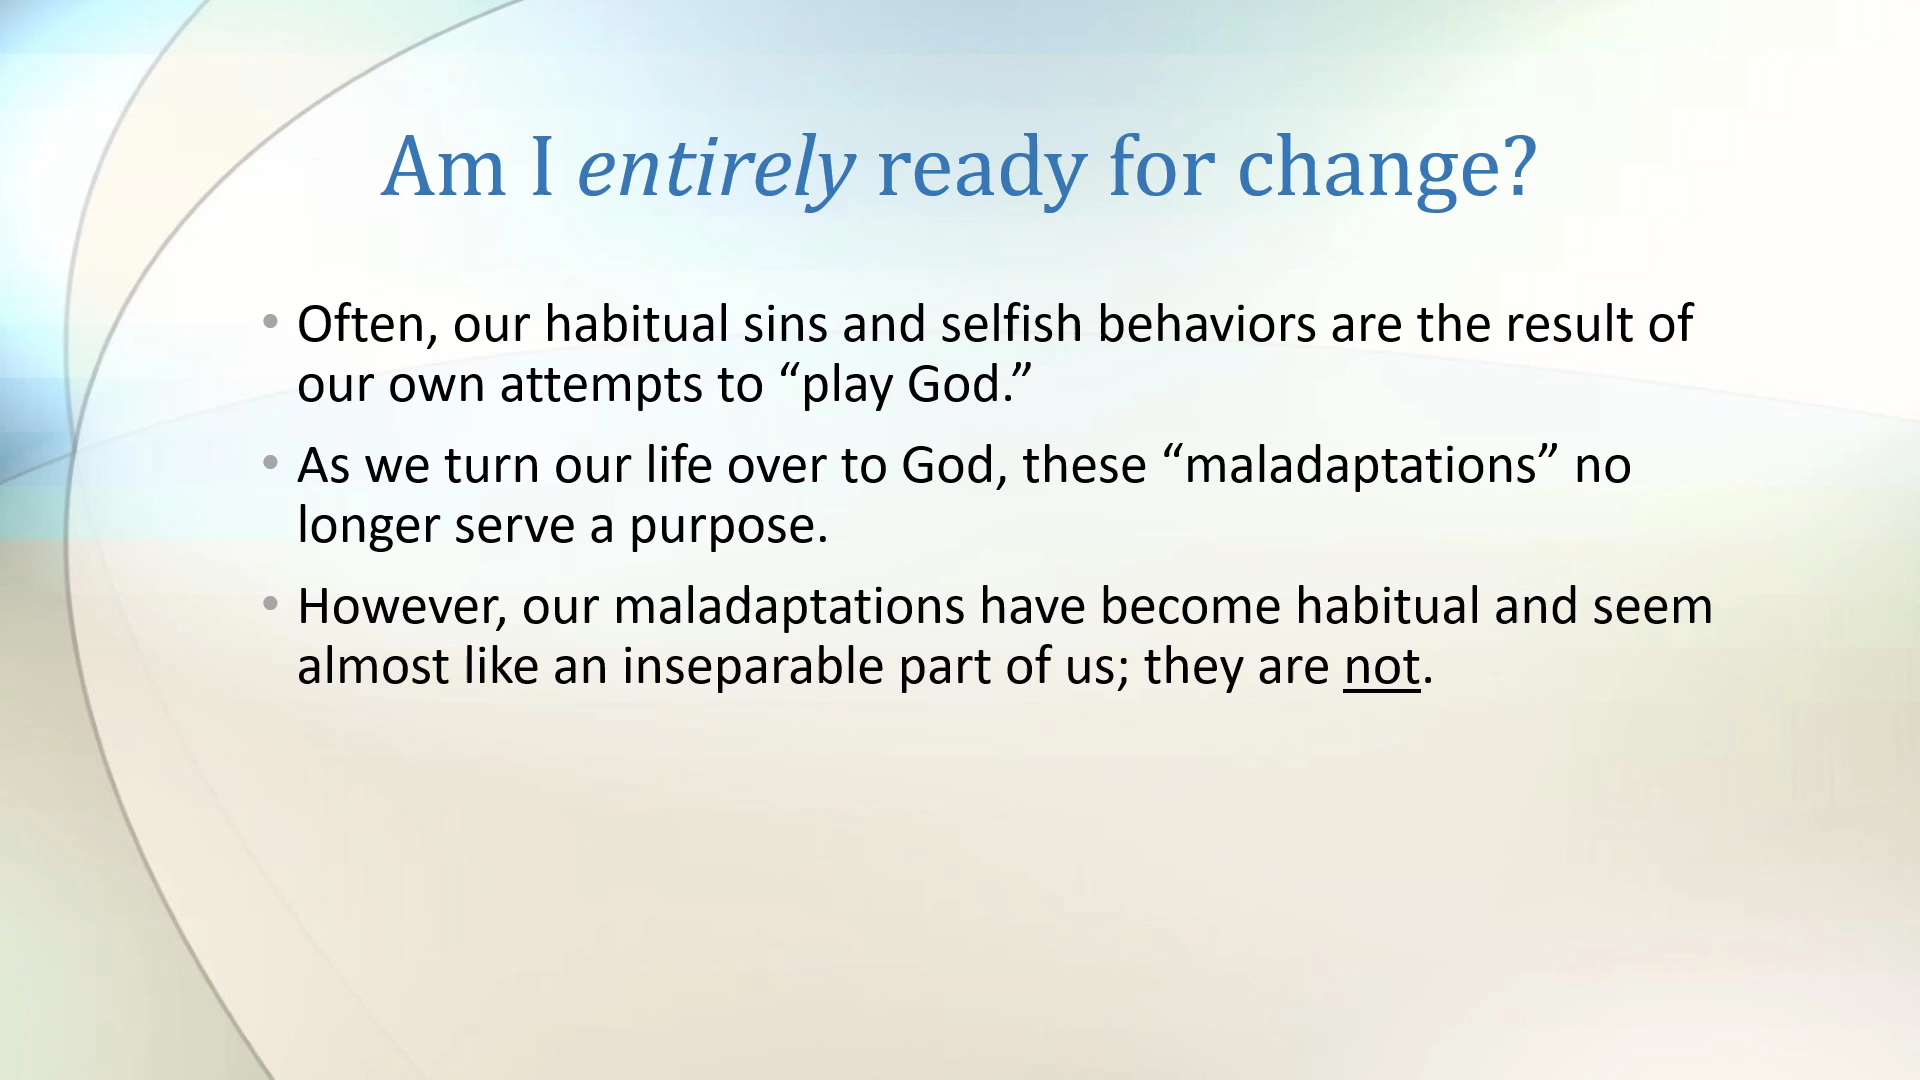 Am I entirely ready for change?
• Often, our habitual sins and selfish behaviors are the result of
our own attempts to “play God.”
• As we turn our life over to God, these “maladaptations” no
longer serve a purpose.
• However, our maladaptations have become habitual and seem
almost like an inseparable part of us; they are not.